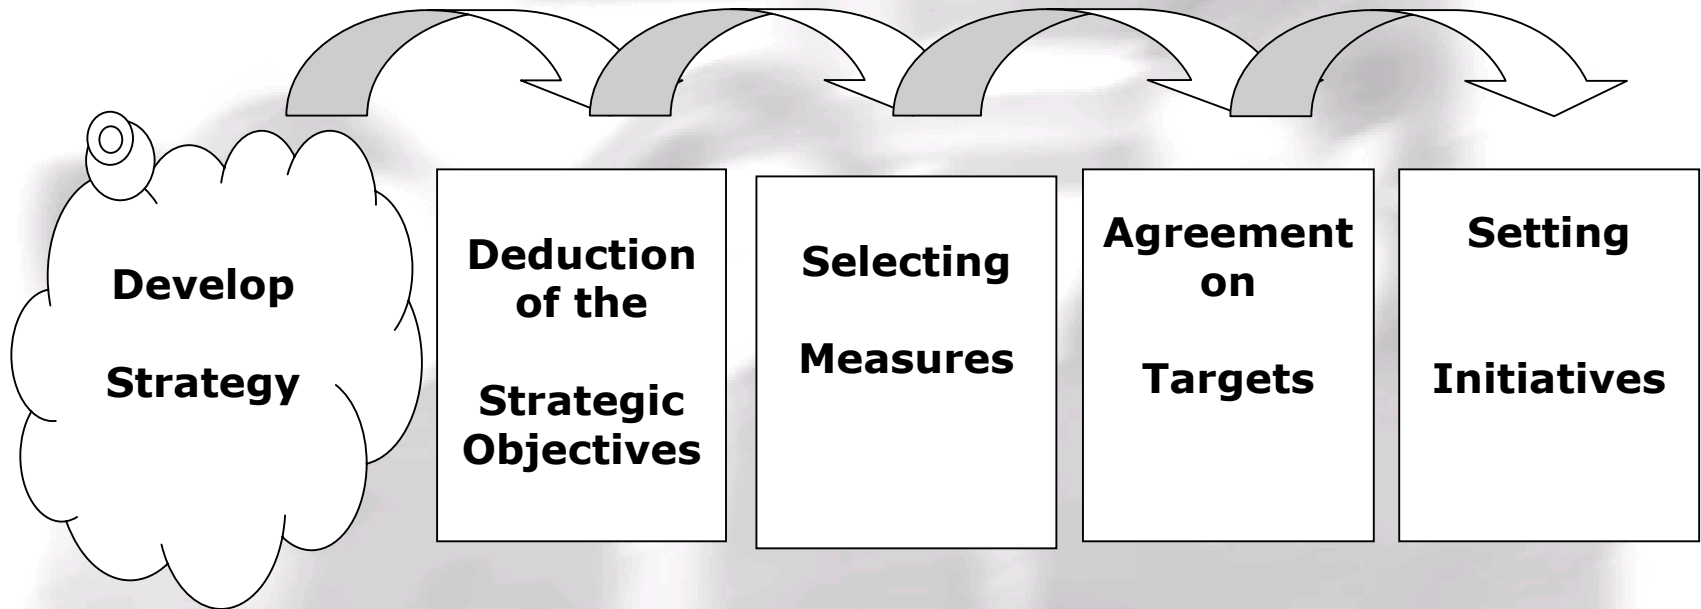 Develop
Strategy
Deduction
of the
Strategic
Objectives
Selecting
Measures
Agreement
on
Targets
Setting
Initiatives